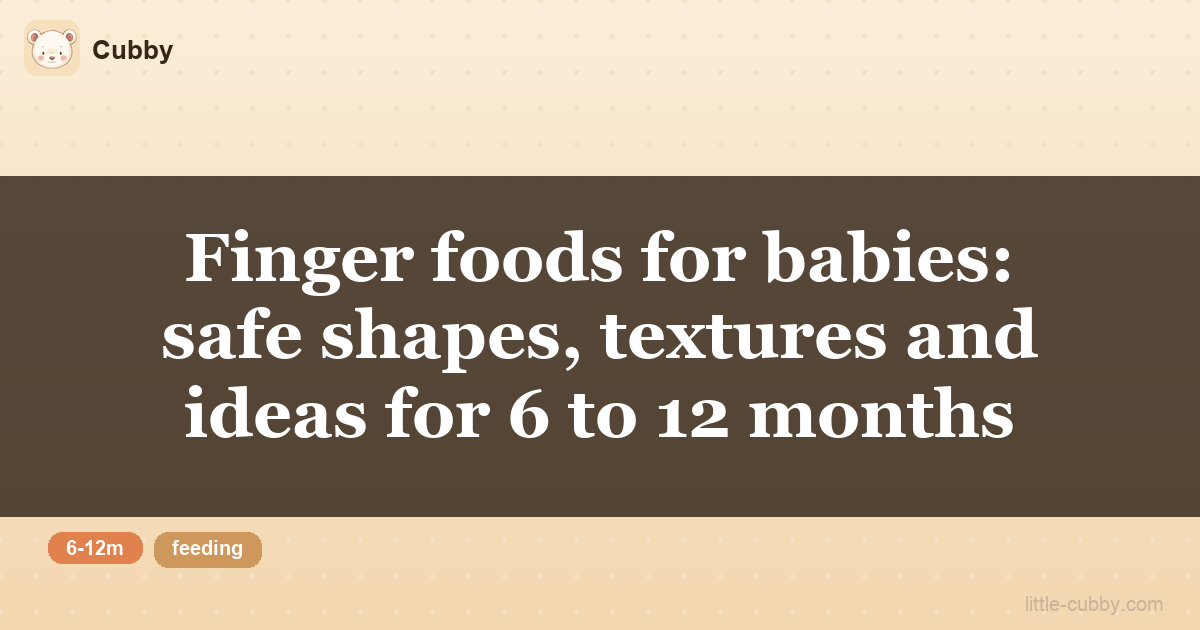 Cubby
Finger foods for babies:
safe shapes, textures and
ideas for 6 to 12 months
6-12m
feeding
little-cubby.com